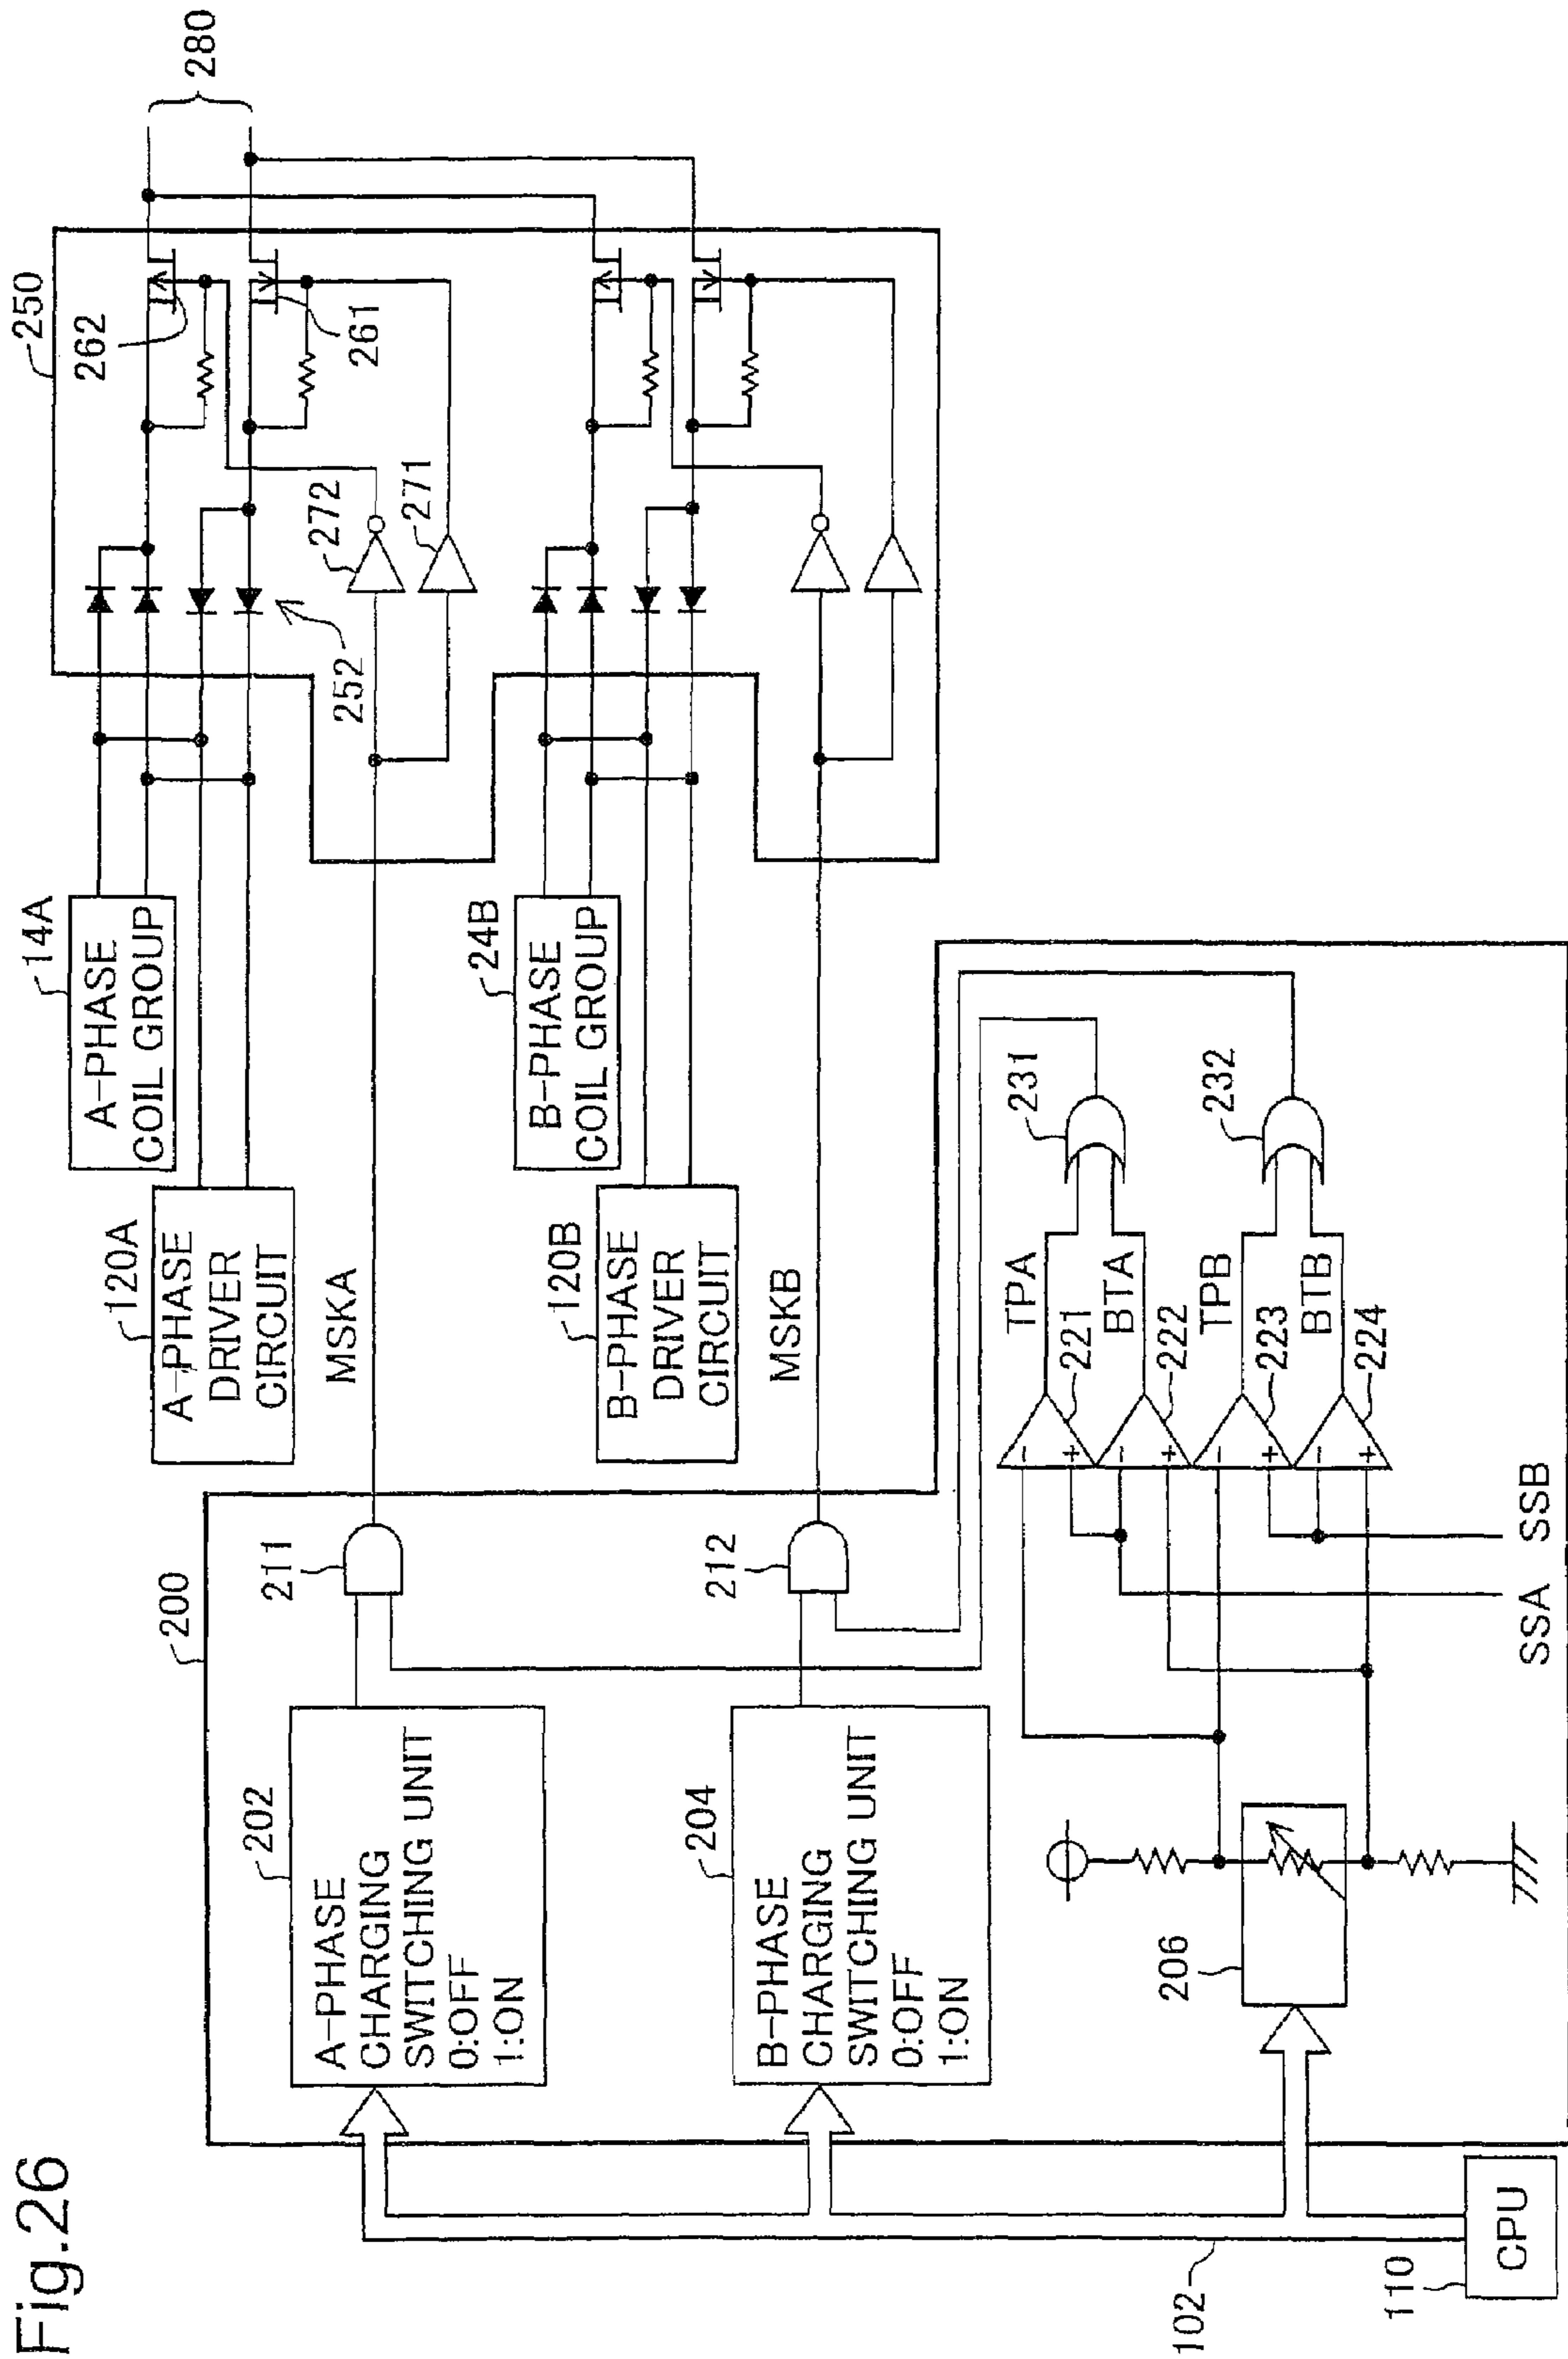 Fig.26
250
280
262
261
272
271
252
14A
A-PHASE
COIL GROUP
120A
A-PHASE
DRIVER
CIRCUIT
MSKA
24B
B-PHASE
COIL GROUP
120B
B-PHASE
DRIVER
CIRCUIT
MSKB
200
211
212
202
A-PHASE
CHARGING
SWITCHING UNIT
0:OFF
1:ON
204
B-PHASE
CHARGING
SWITCHING UNIT
0:OFF
1:ON
231
232
TPA
221
BTA
222
TPB
223
BTB
224
-
+
-
+
-
+
-
+
206
SSA
SSB
102
110
CPU